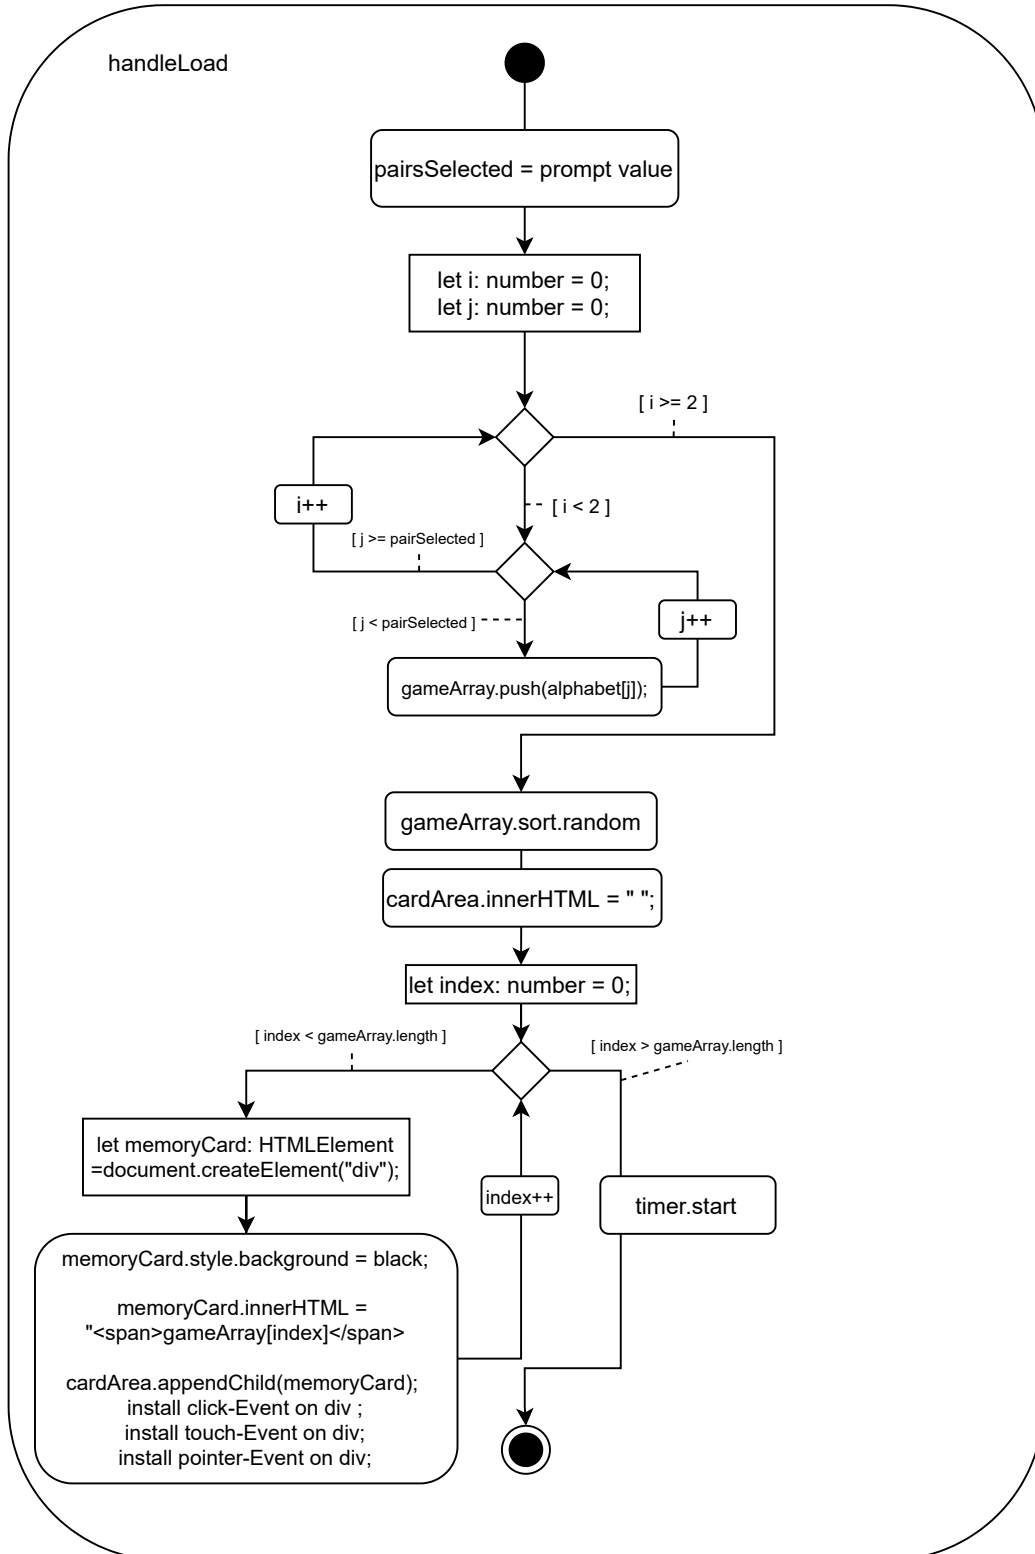 handleLoad
pairsSelected = prompt value
let i: number = 0;
let j: number = 0;
[ i >= 2 ]
i++
[ i < 2 ]
[ j >= pairSelected ]
[ j < pairSelected ]
j++
gameArray.push(alphabet[j]);
gameArray.sort.random
cardArea.innerHTML = " ";
let index: number = 0;
[ index < gameArray.length ]
[ index > gameArray.length ]
let memoryCard: HTMLElement
=document.createElement("div");
index++
timer.start
memoryCard.style.background = black;
memoryCard.innerHTML =
"<span>gameArray[index]</span>
cardArea.appendChild(memoryCard);
install click-Event on div ;
install touch-Event on div;
install pointer-Event on div;